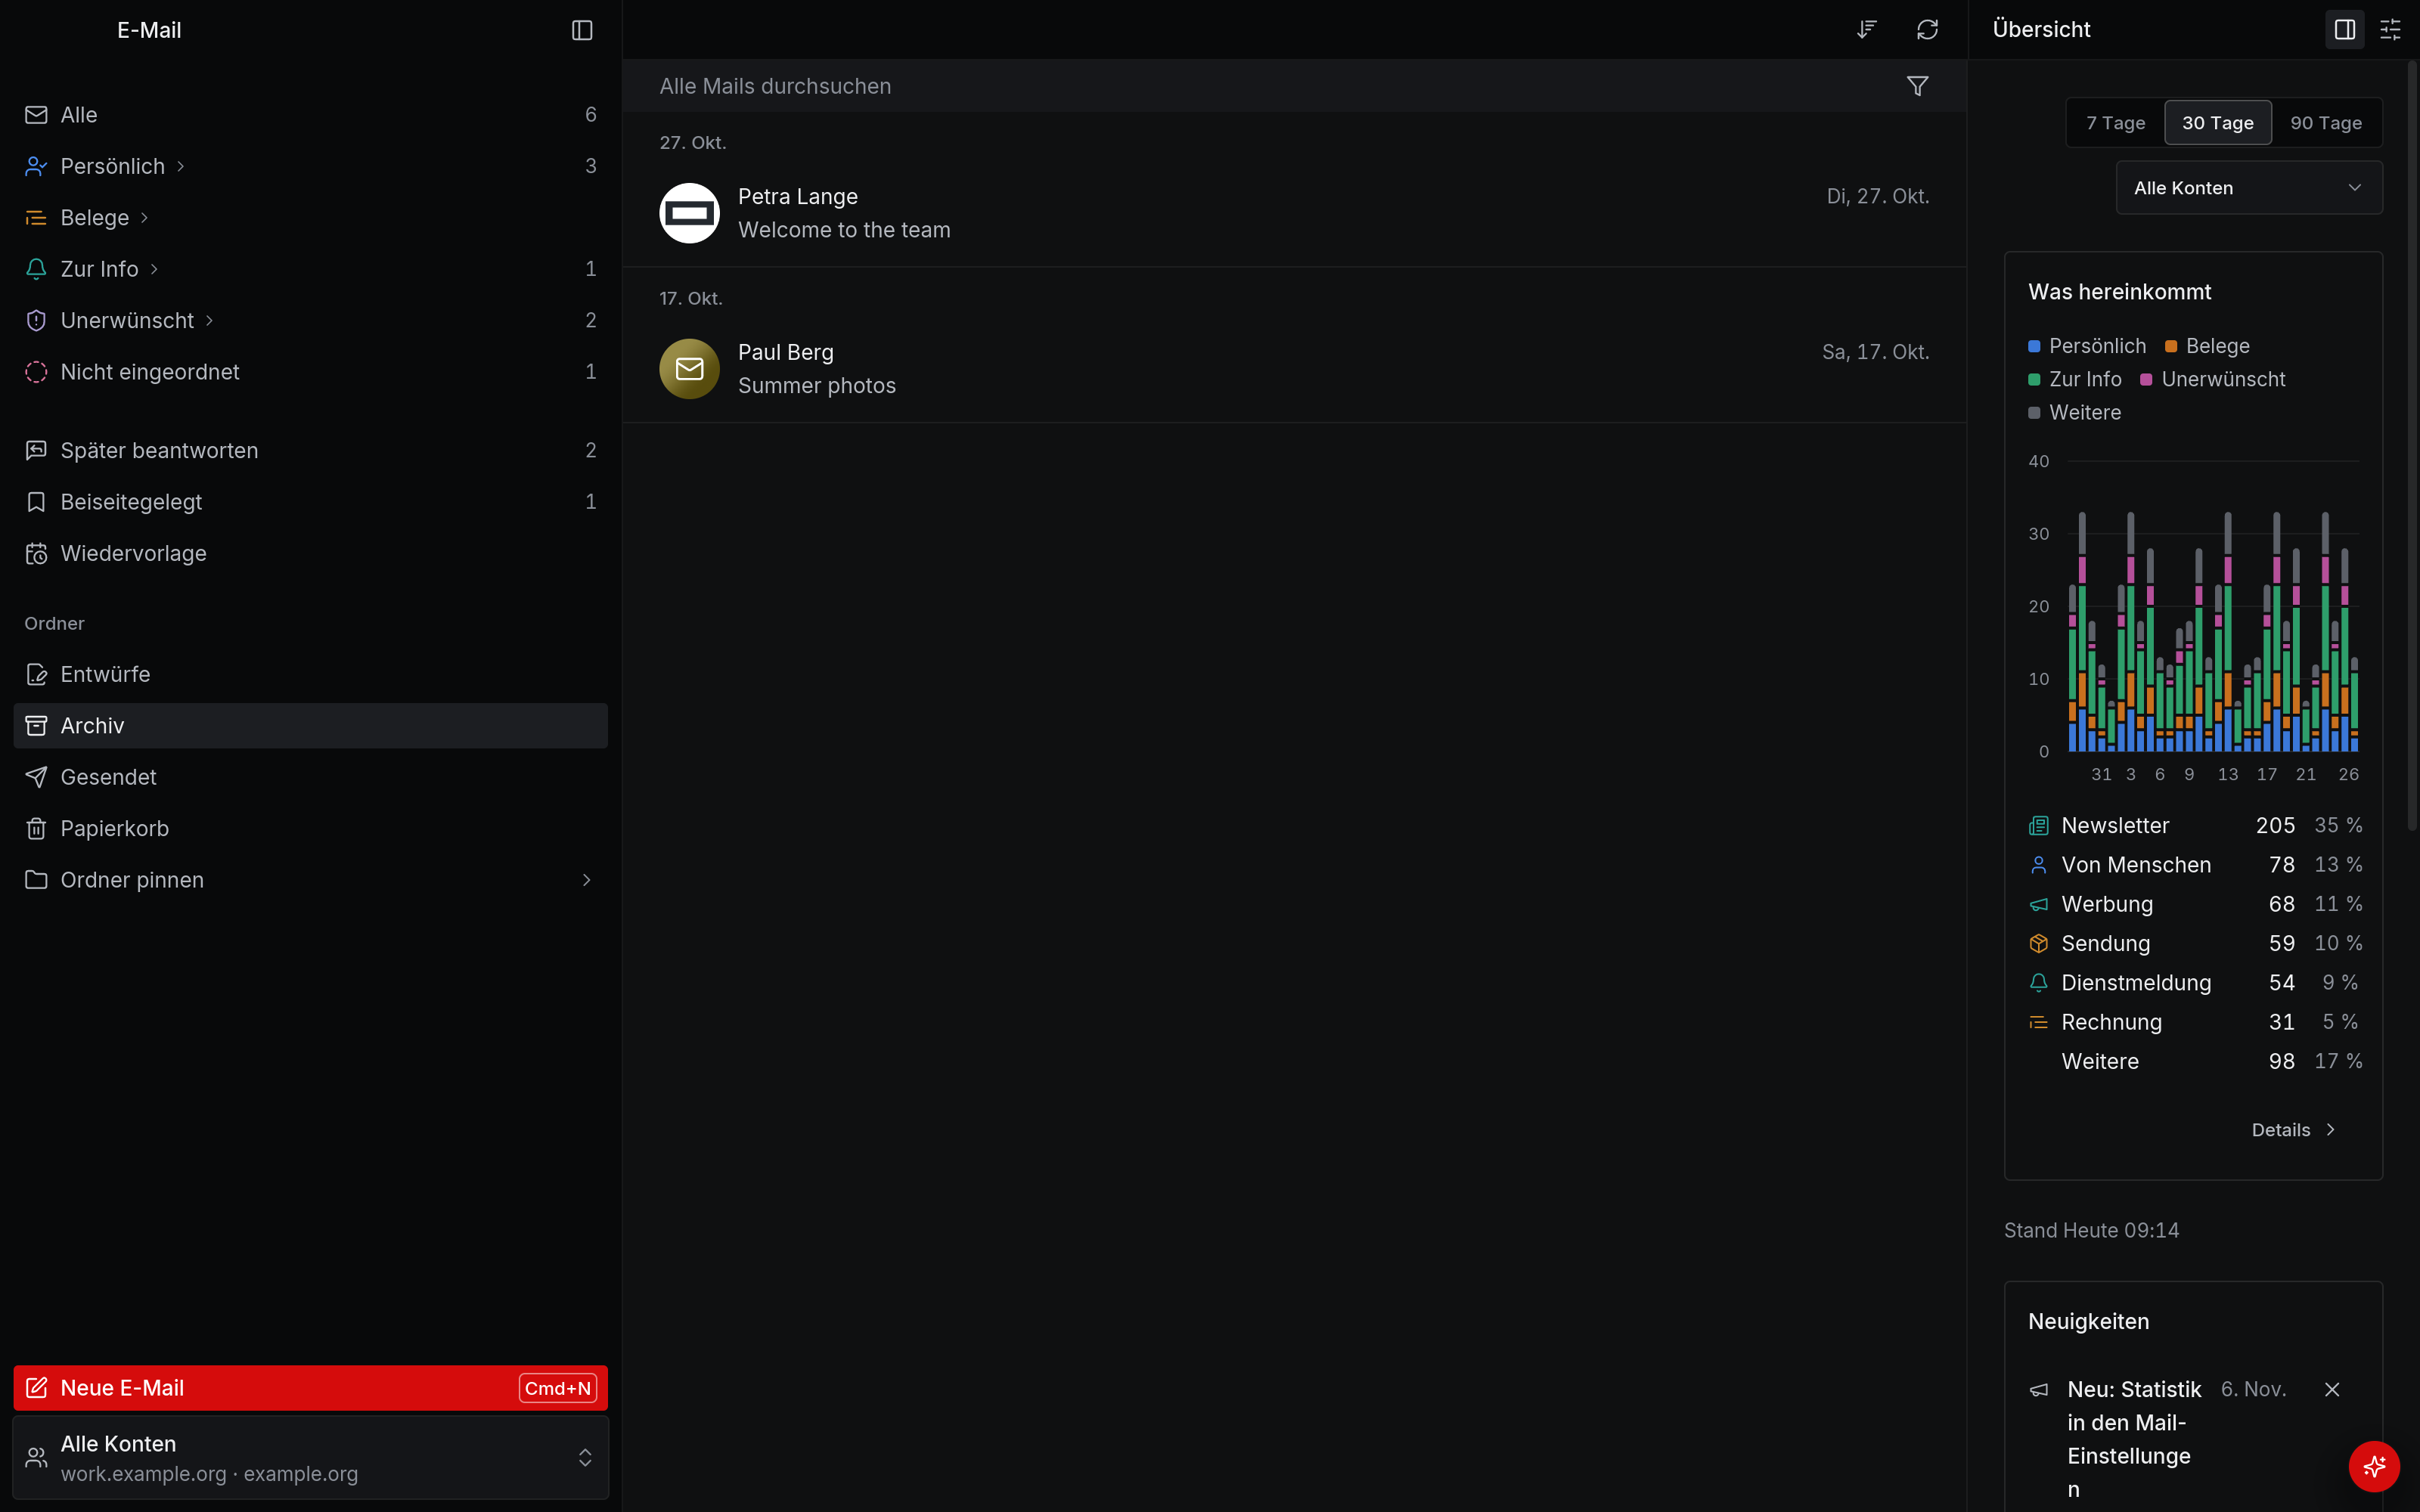 E-Mail
Alle 6
Persönlich 3
Belege
Zur Info 1
Unerwünscht 2
Nicht eingeordnet 1
Später beantworten 2
Beiseitegelegt 1
Wiedervorlage
Ordner
Entwürfe
Archiv
Gesendet
Papierkorb
Ordner pinnen
Neue E-Mail Cmd+N
Alle Konten
work.example.org · example.org
Alle Mails durchsuchen
27. Okt.
Petra Lange Di, 27. Okt.
Welcome to the team
17. Okt.
Paul Berg Sa, 17. Okt.
Summer photos
Übersicht
7 Tage 30 Tage 90 Tage
Alle Konten
Was hereinkommt
Persönlich Belege
Zur Info Unerwünscht
Weitere
40
30
20
10
0
31 3 6 9 13 17 21 26
Newsletter 205 35 %
Von Menschen 78 13 %
Werbung 68 11 %
Sendung 59 10 %
Dienstmeldung 54 9 %
Rechnung 31 5 %
Weitere 98 17 %
Details
Stand Heute 09:14
Neuigkeiten
Neu: Statistik 6. Nov.
in den Mail-
Einstellunge
n